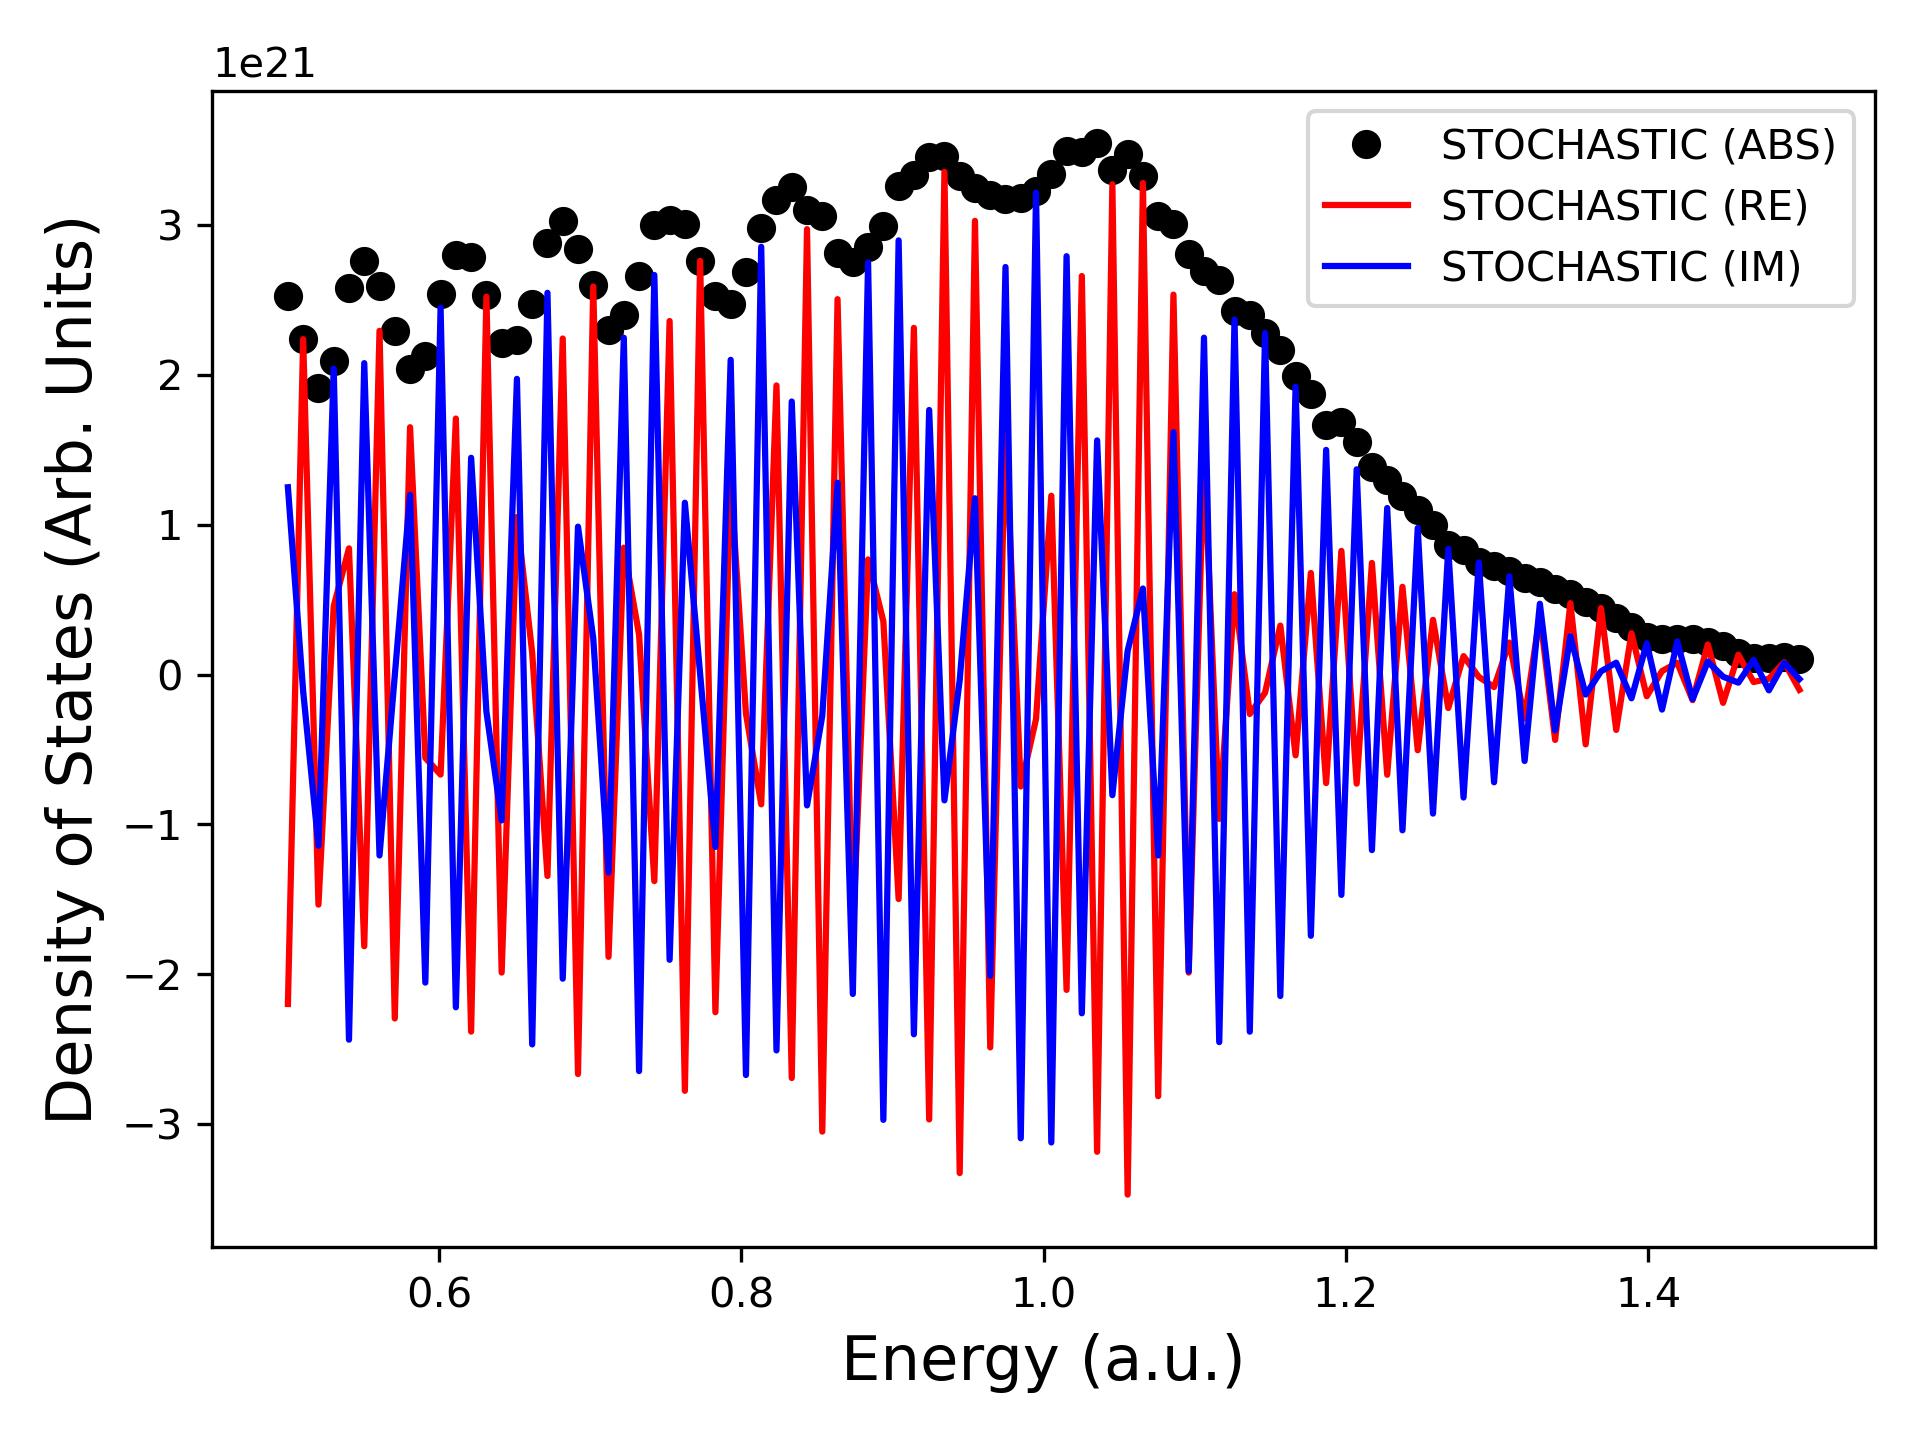 1e21
STOCHASTIC (ABS)
STOCHASTIC (RE)
STOCHASTIC (IM)
Density of States (Arb. Units)
3
2
1
0
−1
−2
−3
0.6
0.8
1.0
1.2
1.4
Energy (a.u.)